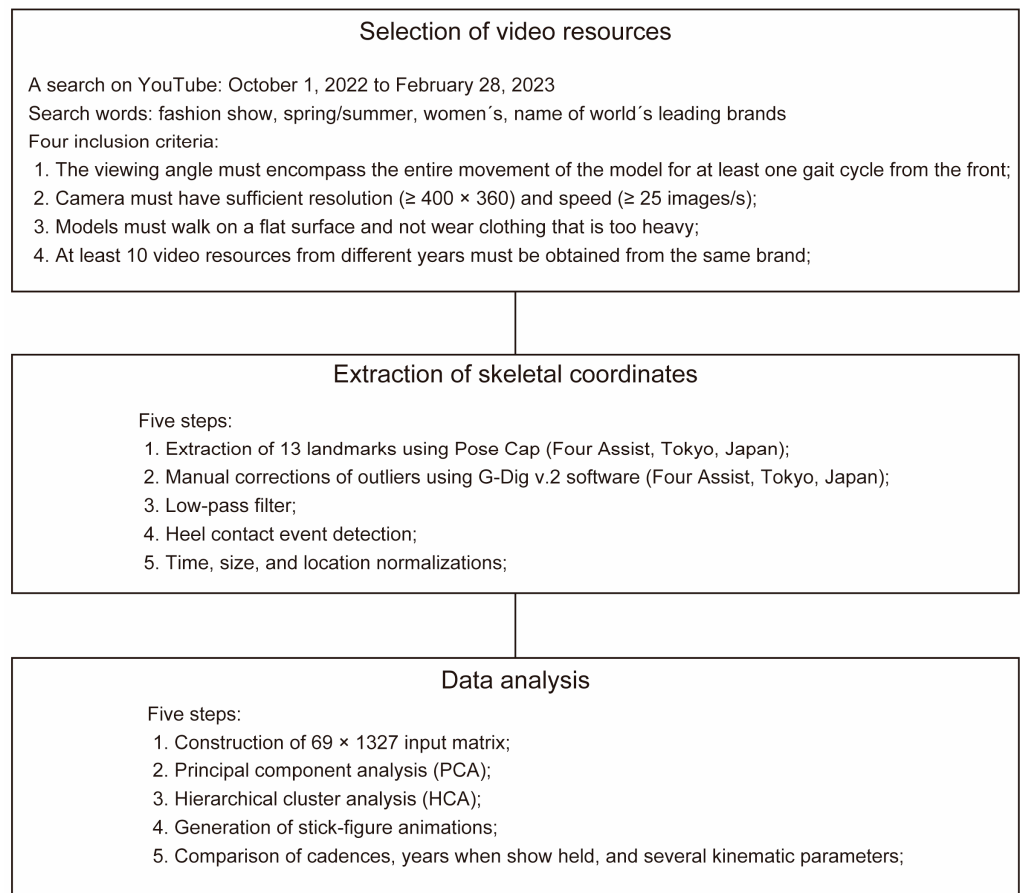 Selection of video resources
A search on YouTube: October 1, 2022 to February 28, 2023
Search words: fashion show, spring/summer, women´s, name of world´s leading brands
Four inclusion criteria:
1. The viewing angle must encompass the entire movement of the model for at least one gait cycle from the front;
2. Camera must have sufficient resolution (≥ 400 × 360) and speed (≥ 25 images/s);
3. Models must walk on a flat surface and not wear clothing that is too heavy;
4. At least 10 video resources from different years must be obtained from the same brand;
Extraction of skeletal coordinates
Five steps:
1. Extraction of 13 landmarks using Pose Cap (Four Assist, Tokyo, Japan);
2. Manual corrections of outliers using G-Dig v.2 software (Four Assist, Tokyo, Japan);
3. Low-pass filter;
4. Heel contact event detection;
5. Time, size, and location normalizations;
Data analysis
Five steps:
1. Construction of 69 × 1327 input matrix;
2. Principal component analysis (PCA);
3. Hierarchical cluster analysis (HCA);
4. Generation of stick-figure animations;
5. Comparison of cadences, years when show held, and several kinematic parameters;